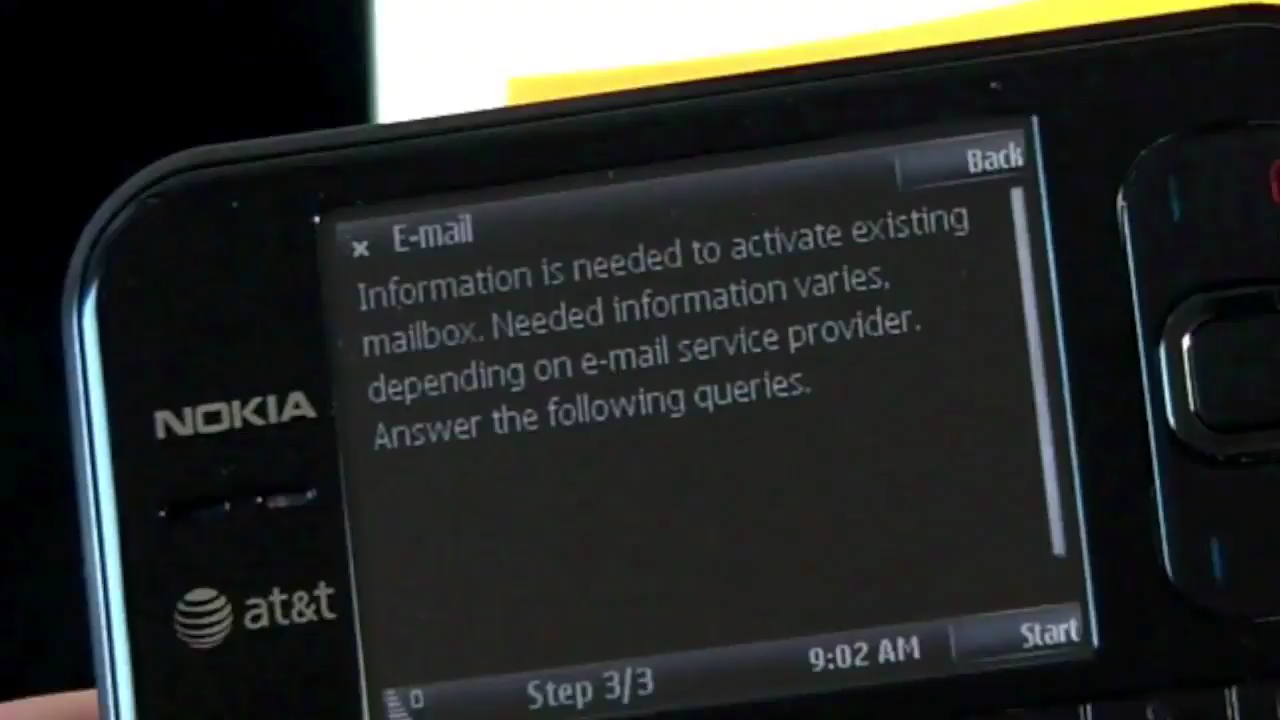 Back
E-mail
Information is needed to activate existing
mailbox. Needed information varies,
depending on e-mail service provider.
Answer the following queries.
NOKIA
at&t
Start
9:02 AM
Step 3/3